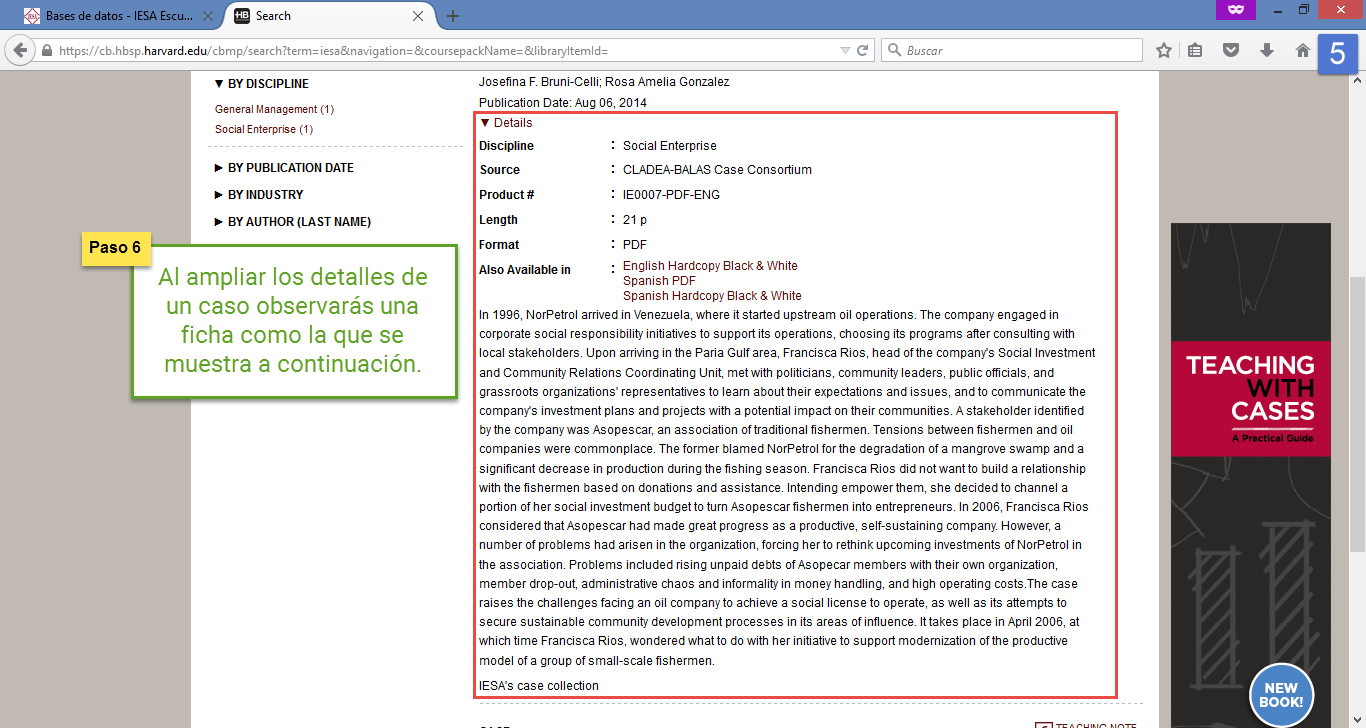 Bases de datos - IESA Escu...
HB
Search
https://cb.hbsp.harvard.edu/cbmp/search?term=iesa&navigation=&coursepackName=&libraryItemId=
Buscar
5
▼ BY DISCIPLINE
General Management (1)
Social Enterprise (1)
► BY PUBLICATION DATE
► BY INDUSTRY
► BY AUTHOR (LAST NAME)
Paso 6
Al ampliar los detalles de
un caso observarás una
ficha como la que se
muestra a continuación.
Josefina F. Bruni-Celli; Rosa Amelia Gonzalez
Publication Date: Aug 06, 2014
▼ Details
Discipline : Social Enterprise
Source : CLADEA-BALAS Case Consortium
Product # : IE0007-PDF-ENG
Length : 21 p
Format : PDF
Also Available in : English Hardcopy Black & White
Spanish PDF
Spanish Hardcopy Black & White
In 1996, NorPetrol arrived in Venezuela, where it started upstream oil operations. The company engaged in
corporate social responsibility initiatives to support its operations, choosing its programs after consulting with
local stakeholders. Upon arriving in the Paria Gulf area, Francisca Rios, head of the company's Social Investment
and Community Relations Coordinating Unit, met with politicians, community leaders, public officials, and
grassroots organizations' representatives to learn about their expectations and issues, and to communicate the
company's investment plans and projects with a potential impact on their communities. A stakeholder identified
by the company was Asopescar, an association of traditional fishermen. Tensions between fishermen and oil
companies were commonplace. The former blamed NorPetrol for the degradation of a mangrove swamp and a
significant decrease in production during the fishing season. Francisca Rios did not want to build a relationship
with the fishermen based on donations and assistance. Intending empower them, she decided to channel a
portion of her social investment budget to turn Asopescar fishermen into entrepreneurs. In 2006, Francisca Rios
considered that Asopescar had made great progress as a productive, self-sustaining company. However, a
number of problems had arisen in the organization, forcing her to rethink upcoming investments of NorPetrol in
the association. Problems included rising unpaid debts of Asopecar members with their own organization,
member drop-out, administrative chaos and informality in money handling, and high operating costs.The case
raises the challenges facing an oil company to achieve a social license to operate, as well as its attempts to
secure sustainable community development processes in its areas of influence. It takes place in April 2006, at
which time Francisca Rios, wondered what to do with her initiative to support modernization of the productive
model of a group of small-scale fishermen.
IESA's case collection
TEACHING NOTE
TEACHING
WITH
CASES
A Practical Guide
NEW
BOOK!